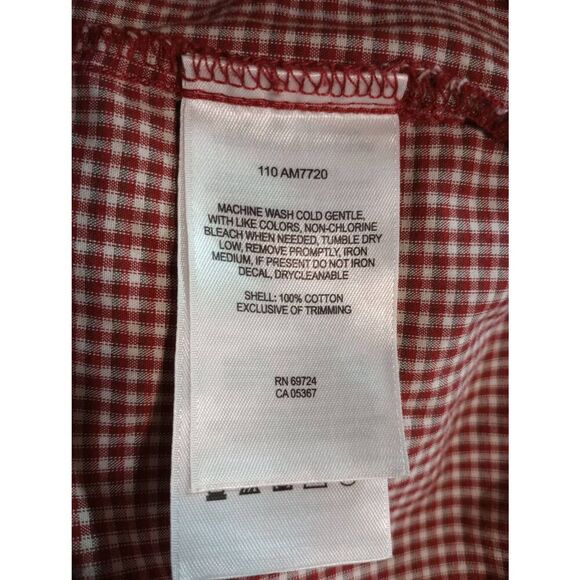 110 AM7720
MACHINE WASH COLD GENTLE,
WITH LIKE COLORS, NON-CHLORINE
BLEACH WHEN NEEDED, TUMBLE DRY
LOW, REMOVE PROMPTLY, IRON
MEDIUM, IF PRESENT DO NOT IRON
DECAL, DRYCLEANABLE
SHELL: 100% COTTON
EXCLUSIVE OF TRIMMING
RN 69724
CA 05367